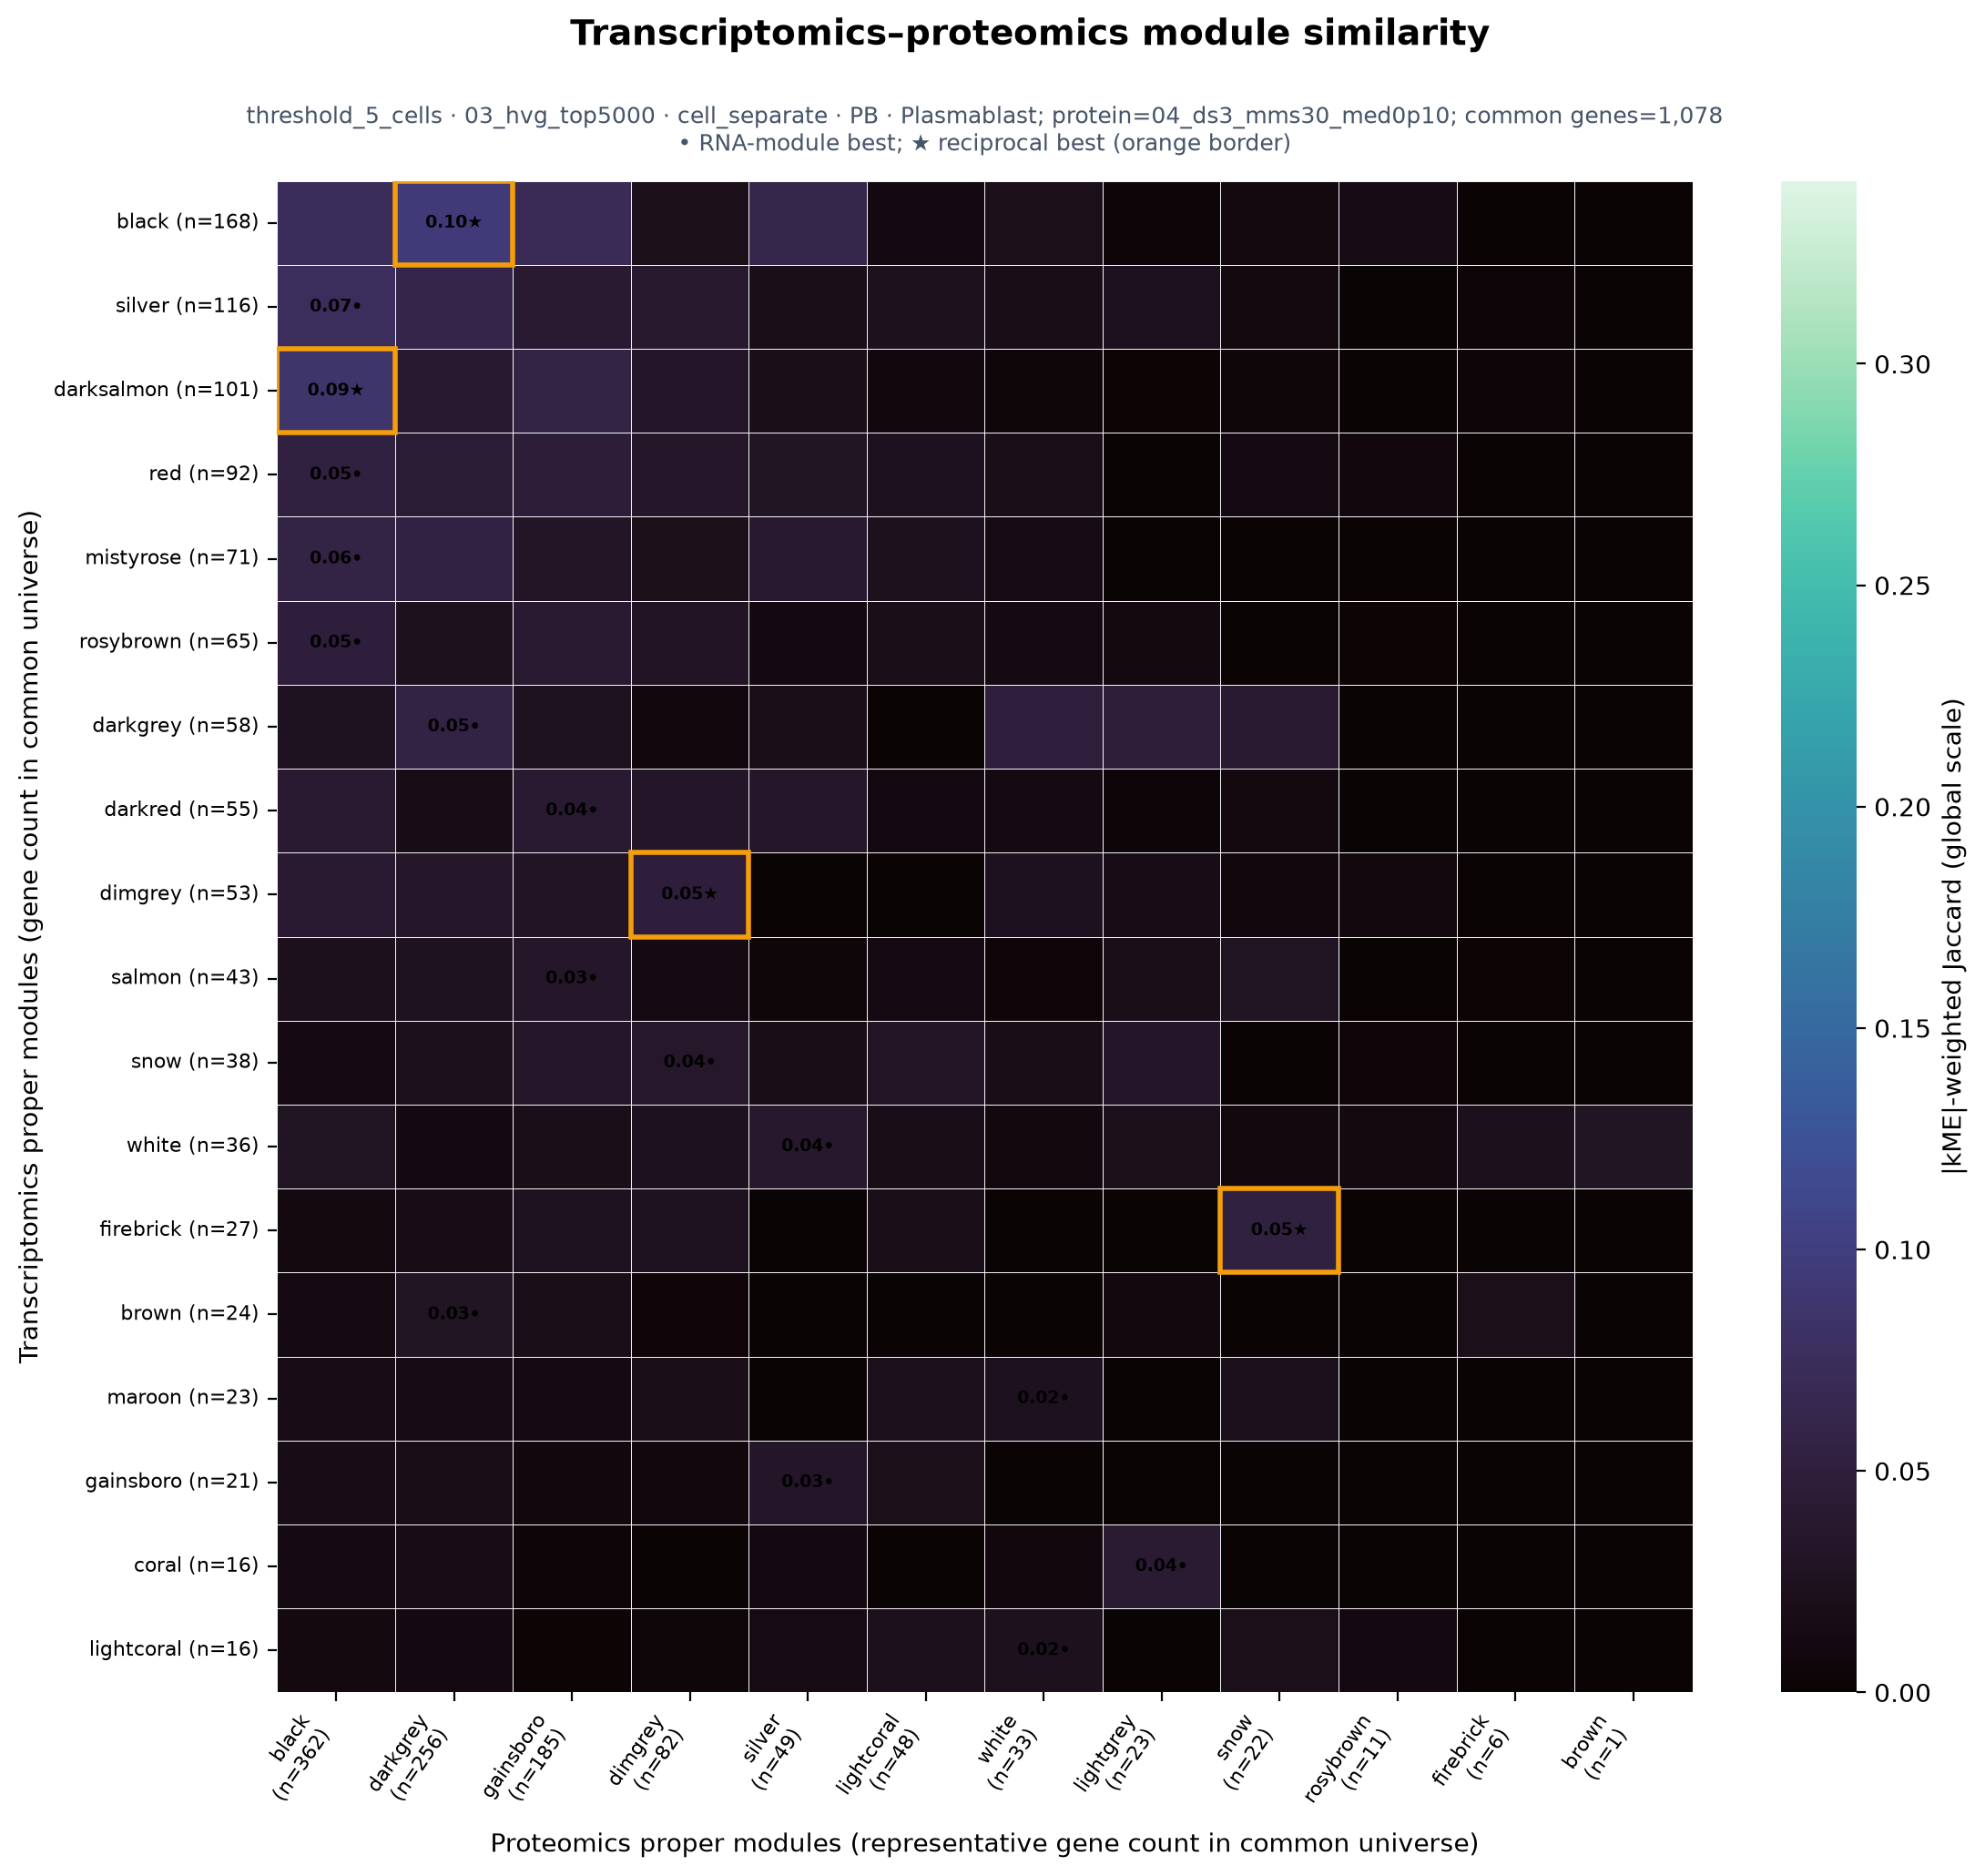 Transcriptomics–proteomics module similarity
threshold_5_cells · 03_hvg_top5000 · cell_separate · PB · Plasmablast; protein=04_ds3_mms30_med0p10; common genes=1,078
• RNA-module best; ★ reciprocal best (orange border)
Transcriptomics proper modules (gene count in common universe)
black (n=168)
0.10★
silver (n=116)
0.07•
darksalmon (n=101)
0.09★
red (n=92)
0.05•
mistyrose (n=71)
0.06•
rosybrown (n=65)
0.05•
darkgrey (n=58)
0.05•
darkred (n=55)
0.04•
dimgrey (n=53)
0.05★
salmon (n=43)
0.03•
snow (n=38)
0.04•
white (n=36)
0.04•
firebrick (n=27)
0.05★
brown (n=24)
0.03•
maroon (n=23)
0.02•
gainsboro (n=21)
0.03•
coral (n=16)
0.04•
lightcoral (n=16)
0.02•
black
(n=362)
darkgrey
(n=256)
gainsboro
(n=185)
dimgrey
(n=82)
silver
(n=49)
lightcoral
(n=48)
white
(n=33)
lightgrey
(n=23)
snow
(n=22)
rosybrown
(n=11)
firebrick
(n=6)
brown
(n=1)
Proteomics proper modules (representative gene count in common universe)
0.30
0.25
0.20
0.15
0.10
0.05
0.00
|kME|-weighted Jaccard (global scale)